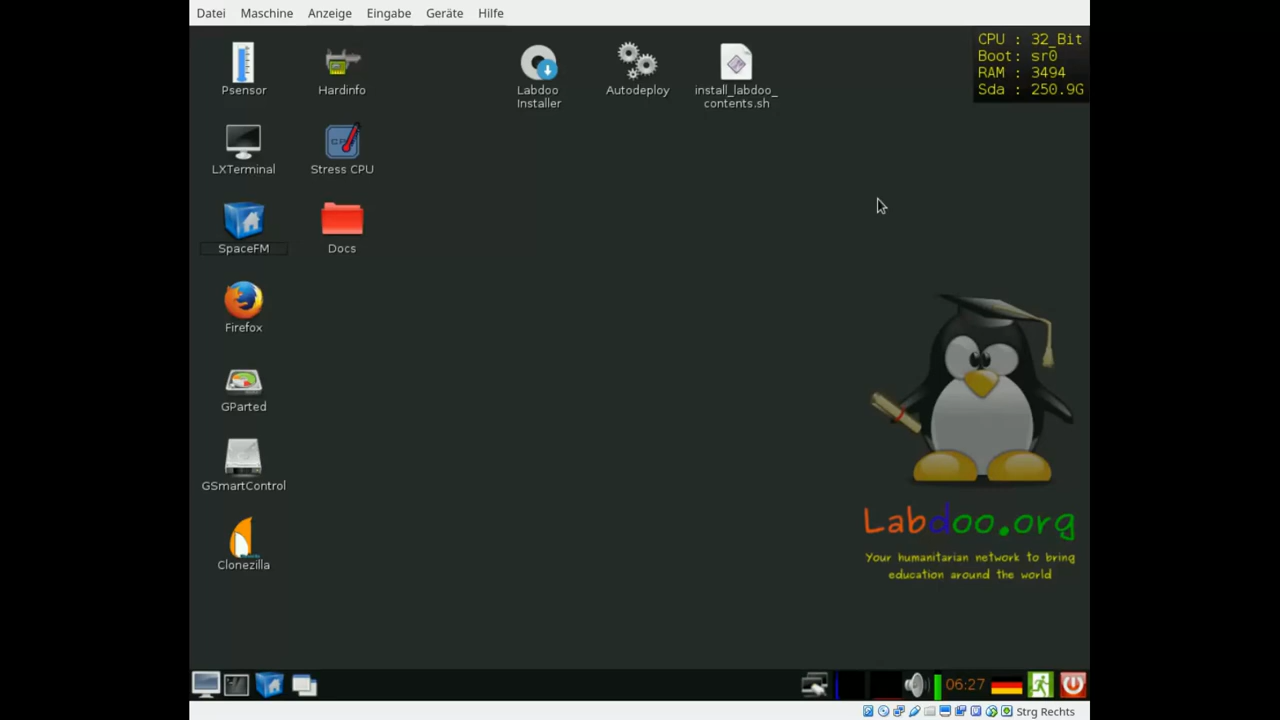 Datei Maschine Anzeige Eingabe Geräte Hilfe
CPU : 32_Bit
Boot: sr0
RAM : 3494
Sda : 250.9G
Psensor
Hardinfo
Labdoo
Installer
Autodeploy
install_labdoo_
contents.sh
LXTerminal
Stress CPU
SpaceFM
Docs
Firefox
GParted
GSmartControl
Clonezilla
Labdoo.org
Your humanitarian network to bring
education around the world
06:27
Strg Rechts